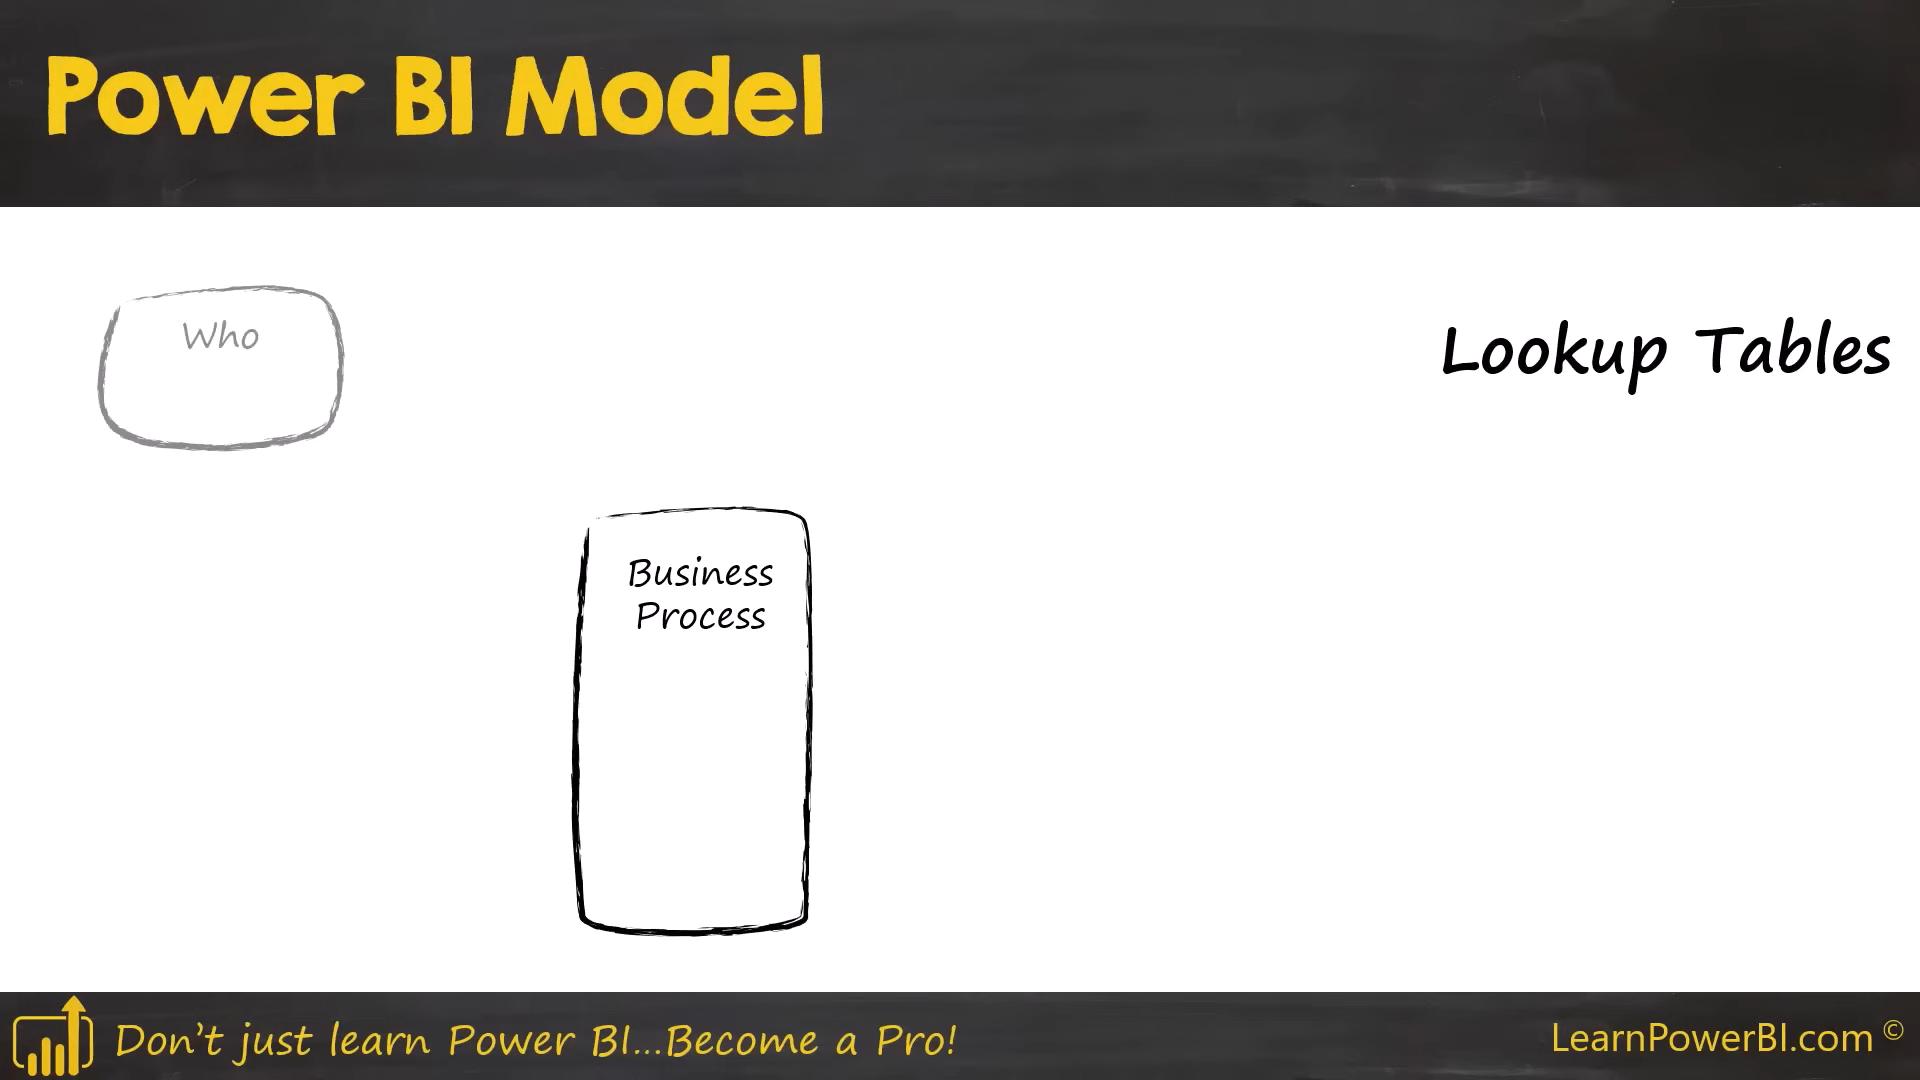 Power BI Model
Who
Lookup Tables
Business
Process
Don't just learn Power BI...Become a Pro!
LearnPowerBI.com ©